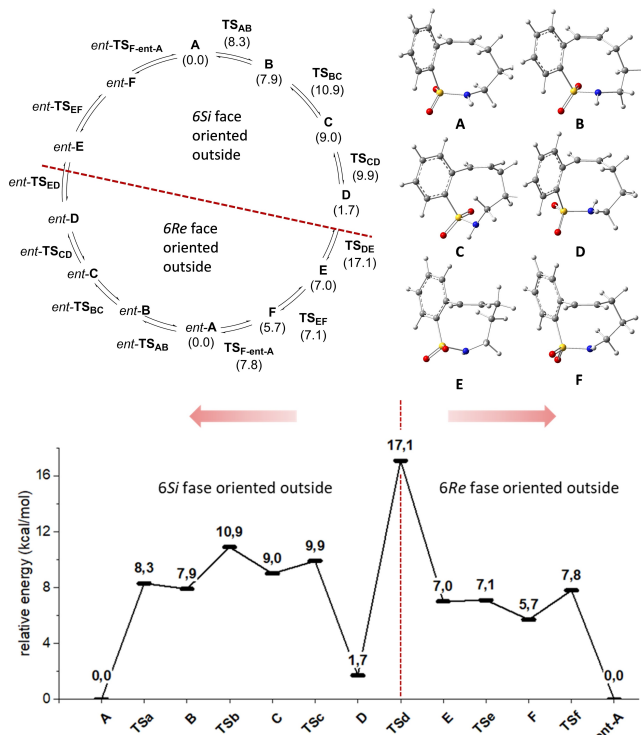 A
(0.0)
TSAB
(8.3)
B
(7.9)
TSBC
(10.9)
C
(9.0)
TSCD
(9.9)
D
(1.7)
TSDE
(17.1)
E
(7.0)
TSEF
(7.1)
F
(5.7)
TSF-ent-A
(7.8)
ent-A
(0.0)
ent-TSAB
ent-B
ent-TSBC
ent-C
ent-TSCD
ent-D
ent-TSED
ent-E
ent-TSEF
ent-F
ent-TSF-ent-A
6Si face
oriented
outside
6Re face
oriented
outside
A
B
C
D
E
F
relative energy (kcal/mol)
16
12
8
4
0
6Si fase oriented outside
6Re fase oriented outside
0,0
8,3
7,9
10,9
9,0
9,9
1,7
17,1
7,0
7,1
5,7
7,8
0,0
A
TSa
B
TSb
C
TSc
D
TSd
E
TSe
F
TSf